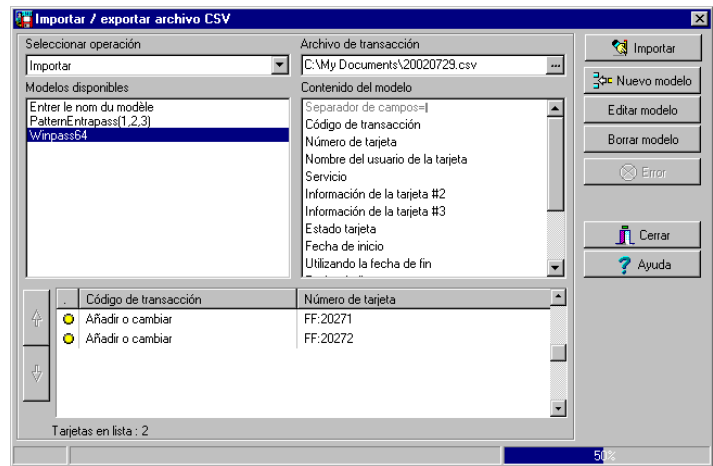 Importar / exportar archivo CSV
Seleccionar operación
Importar
Archivo de transacción
C:\My Documents\20020729.csv
...
Modelos disponibles
Entrer le nom du modèle
PatternEntrapass(1,2,3)
Winpass64
Contenido del modelo
Separador de campos=|
Código de transacción
Número de tarjeta
Nombre del usuario de la tarjeta
Servicio
Información de la tarjeta #2
Información de la tarjeta #3
Estado tarjeta
Fecha de inicio
Utilizando la fecha de fin
Importar
Nuevo modelo
Editar modelo
Borrar modelo
Error
Cerrar
Ayuda
. Código de transacción Número de tarjeta
Añadir o cambiar FF:20271
Añadir o cambiar FF:20272
Tarjetas en lista : 2
50%